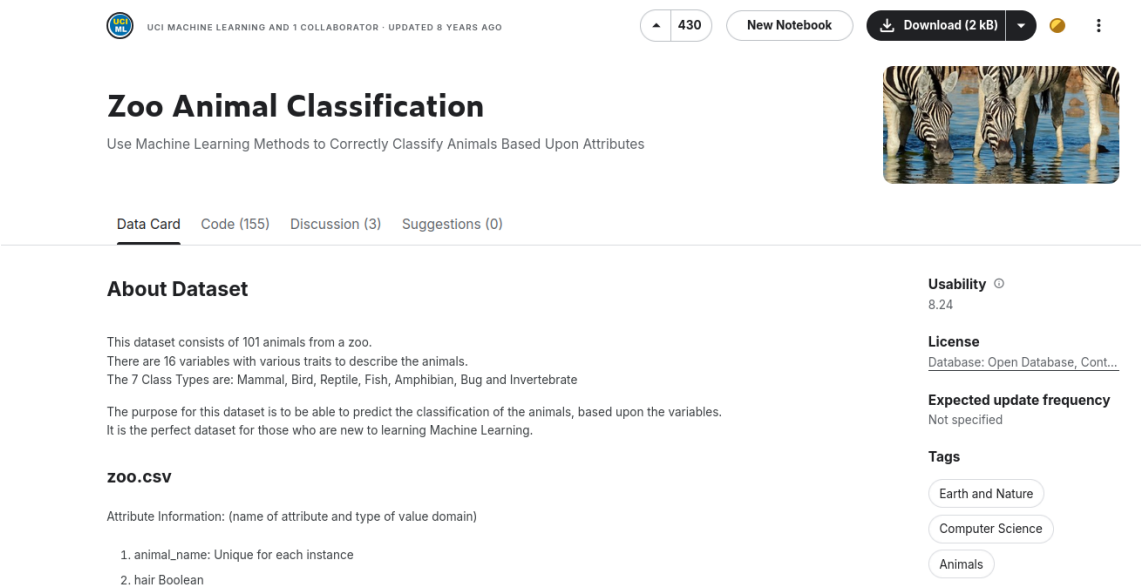 UCI
ML
UCI MACHINE LEARNING AND 1 COLLABORATOR · UPDATED 8 YEARS AGO
430
New Notebook
Download (2 kB)
Zoo Animal Classification
Use Machine Learning Methods to Correctly Classify Animals Based Upon Attributes
Data Card Code (155) Discussion (3) Suggestions (0)
About Dataset
This dataset consists of 101 animals from a zoo.
There are 16 variables with various traits to describe the animals.
The 7 Class Types are: Mammal, Bird, Reptile, Fish, Amphibian, Bug and Invertebrate
The purpose for this dataset is to be able to predict the classification of the animals, based upon the variables.
It is the perfect dataset for those who are new to learning Machine Learning.
zoo.csv
Attribute Information: (name of attribute and type of value domain)
1. animal_name: Unique for each instance
2. hair Boolean
Usability
8.24
License
Database: Open Database, Cont...
Expected update frequency
Not specified
Tags
Earth and Nature
Computer Science
Animals